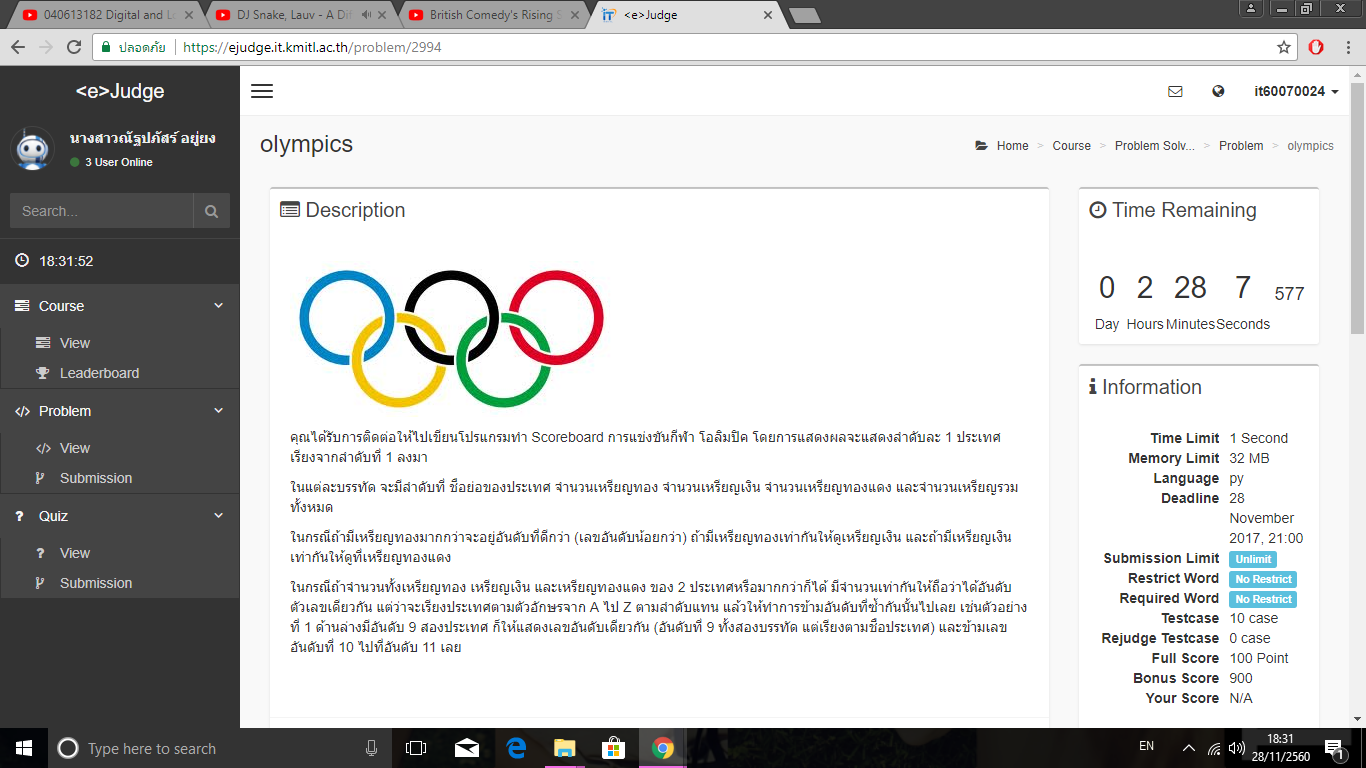 040613182 Digital and L
DJ Snake, Lauv - A Dif
British Comedy's Rising S
<e>Judge
ปลอดภัย
https://ejudge.it.kmitl.ac.th/problem/2994
<e>Judge
it60070024
นางสาวณัฐปภัสร์ อยู่ยง
3 User Online
olympics
Home > Course > Problem Solv... > Problem > olympics
Search...
Description
Time Remaining
18:31:52
0 2 28 7 577
Day Hours Minutes Seconds
Course
View
Leaderboard
Problem
View
Submission
Quiz
View
Submission
คุณได้รับการติดต่อให้ไปเขียนโปรแกรมทำ Scoreboard การแข่งขันกีฬา โอลิมปิค โดยการแสดงผลจะแสดงลำดับละ 1 ประเทศ
เรียงจากลำดับที่ 1 ลงมา
ในแต่ละบรรทัด จะมีลำดับที่ ชื่อย่อของประเทศ จำนวนเหรียญทอง จำนวนเหรียญเงิน จำนวนเหรียญทองแดง และจำนวนเหรียญรวม
ทั้งหมด
ในกรณีถ้ามีเหรียญทองมากกว่าจะอยู่อันดับที่ดีกว่า (เลขอันดับน้อยกว่า) ถ้ามีเหรียญทองเท่ากันให้ดูเหรียญเงิน และถ้ามีเหรียญเงิน
เท่ากันให้ดูที่เหรียญทองแดง
ในกรณีถ้าจำนวนทั้งเหรียญทอง เหรียญเงิน และเหรียญทองแดง ของ 2 ประเทศหรือมากกว่าก็ได้ มีจำนวนเท่ากันให้ถือว่าได้อันดับ
ตัวเลขเดียวกัน แต่ว่าจะเรียงประเทศตามตัวอักษรจาก A ไป Z ตามลำดับแทน แล้วให้ทำการข้ามอันดับที่ซ้ำกันนั้นไปเลย เช่นตัวอย่าง
ที่ 1 ด้านล่างมีอันดับ 9 สองประเทศ ก็ให้แสดงเลขอันดับเดียวกัน (อันดับที่ 9 ทั้งสองบรรทัด แต่เรียงตามชื่อประเทศ) และข้ามเลข
อันดับที่ 10 ไปที่อันดับ 11 เลย
Information
Time Limit 1 Second
Memory Limit 32 MB
Language py
Deadline 28
November
2017, 21:00
Submission Limit Unlimit
Restrict Word No Restrict
Required Word No Restrict
Testcase 10 case
Rejudge Testcase 0 case
Full Score 100 Point
Bonus Score 900
Your Score N/A
Type here to search
EN
18:31
28/11/2560
1